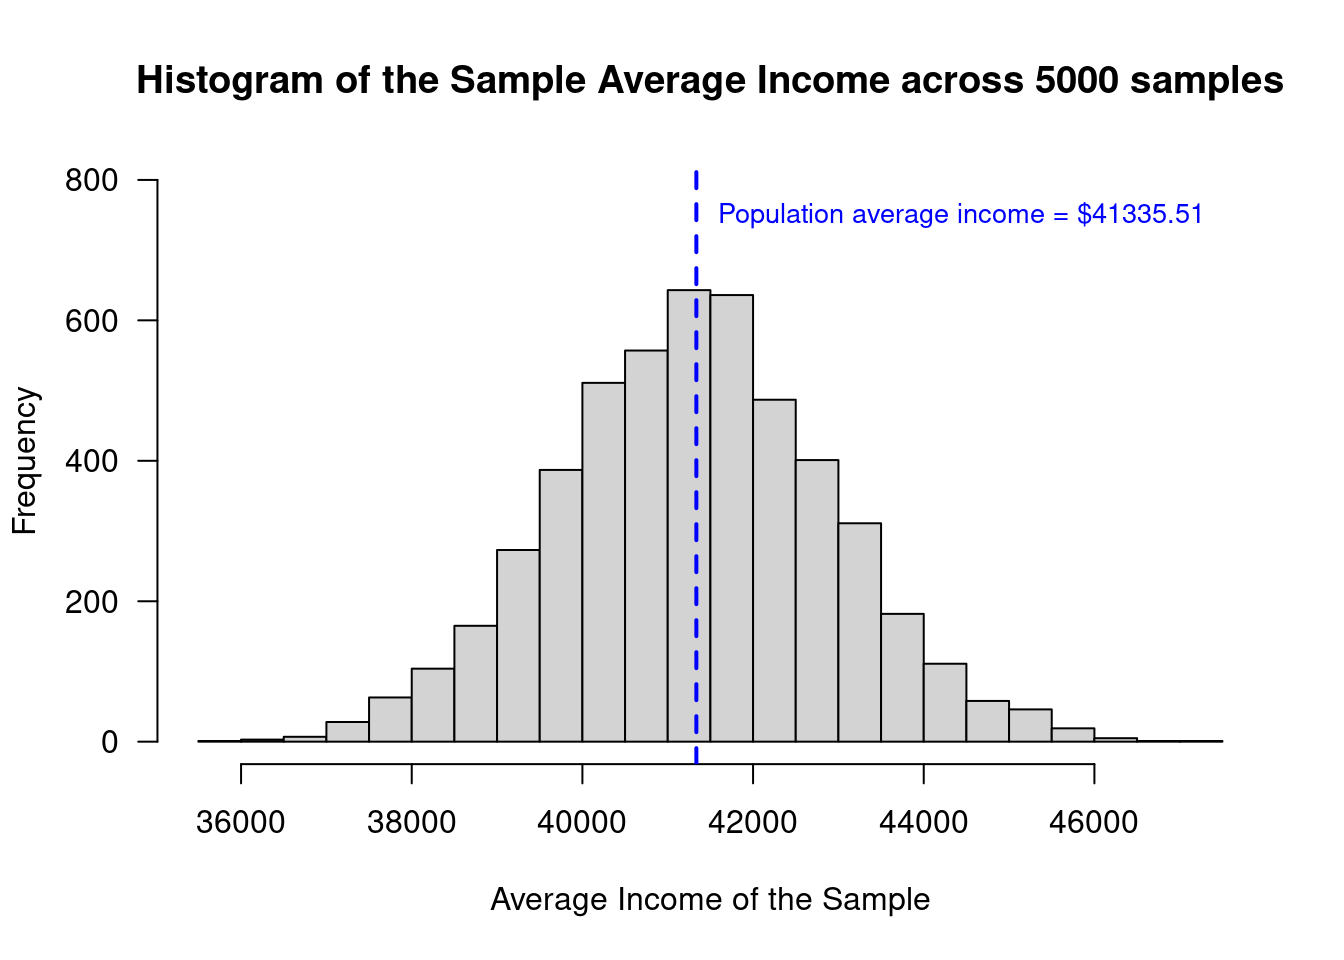 Histogram of the Sample Average Income across 5000 samples
800
Population average income = $41335.51
600
400
200
0
Frequency
36000 38000 40000 42000 44000 46000
Average Income of the Sample